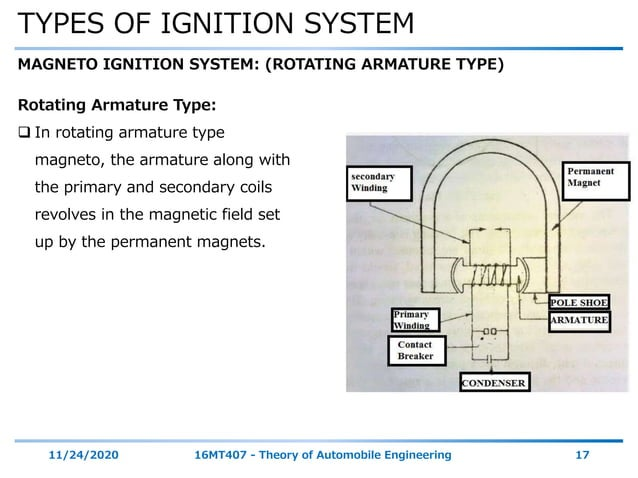 TYPES OF IGNITION SYSTEM
MAGNETO IGNITION SYSTEM: (ROTATING ARMATURE TYPE)
Rotating Armature Type:
❑ In rotating armature type
magneto, the armature along with
the primary and secondary coils
revolves in the magnetic field set
up by the permanent magnets.
secondary
Winding
Permanent
Magnet
POLE SHOE
ARMATURE
Primary
Winding
Contact
Breaker
CONDENSER
11/24/2020
16MT407 - Theory of Automobile Engineering
17